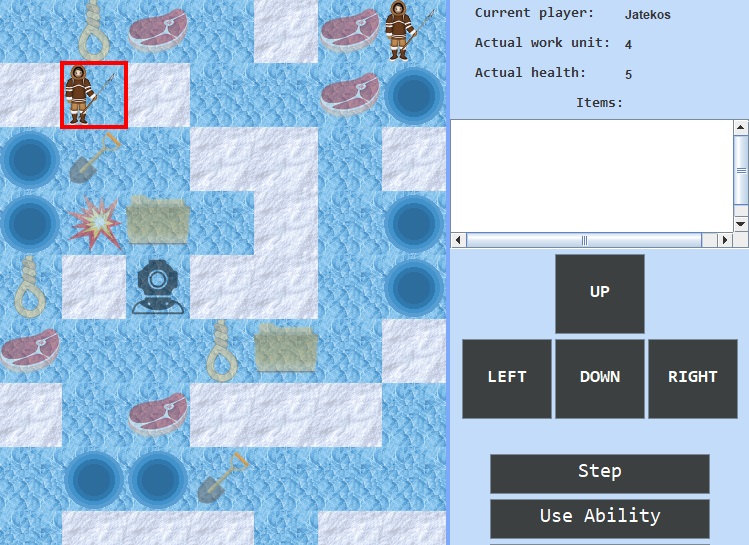 Current player: Jatekos
Actual work unit: 4
Actual health: 5
Items:
UP
LEFT DOWN RIGHT
Step
Use Ability